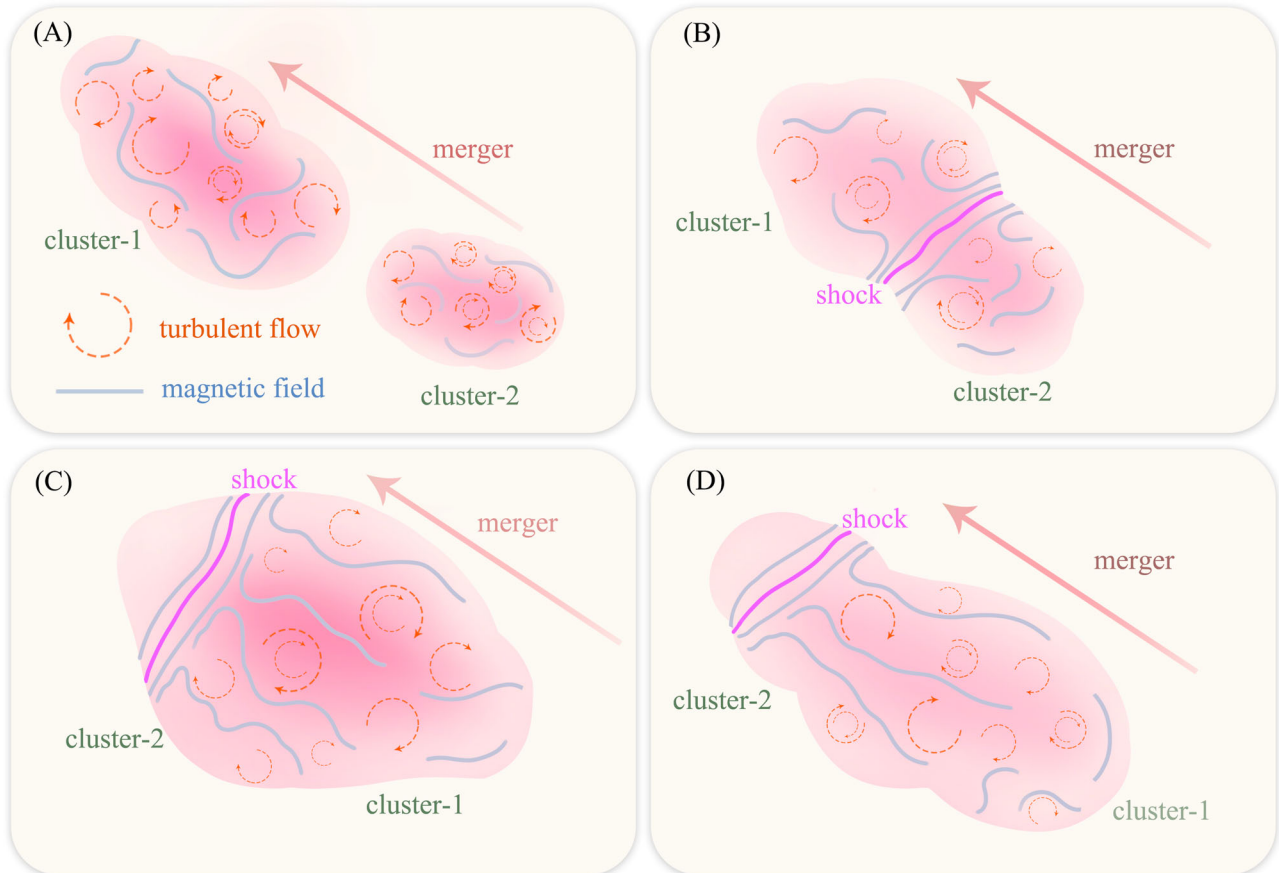 (A)
merger
cluster-1
turbulent flow
magnetic field
cluster-2
(B)
merger
cluster-1
shock
cluster-2
(C)
shock
merger
cluster-2
cluster-1
(D)
shock
merger
cluster-2
cluster-1